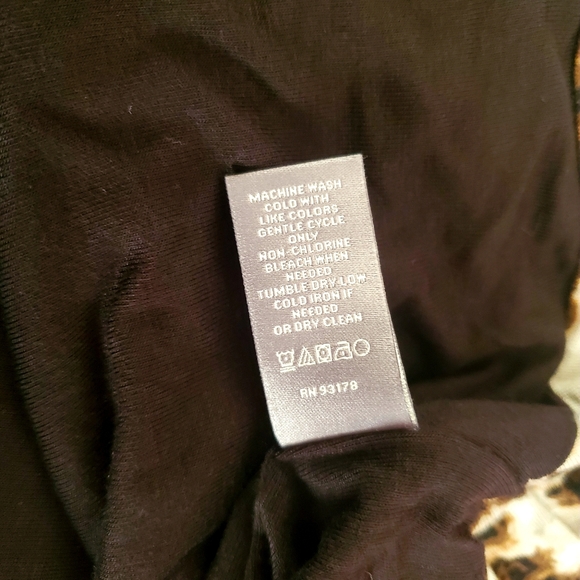 MACHINE WASH
COLD WITH
LIKE COLORS
GENTLE CYCLE
ONLY
NON-CHLORINE
BLEACH WHEN
NEEDED
TUMBLE DRY LOW
COLD IRON IF
NEEDED
OR DRY CLEAN
RN 93178